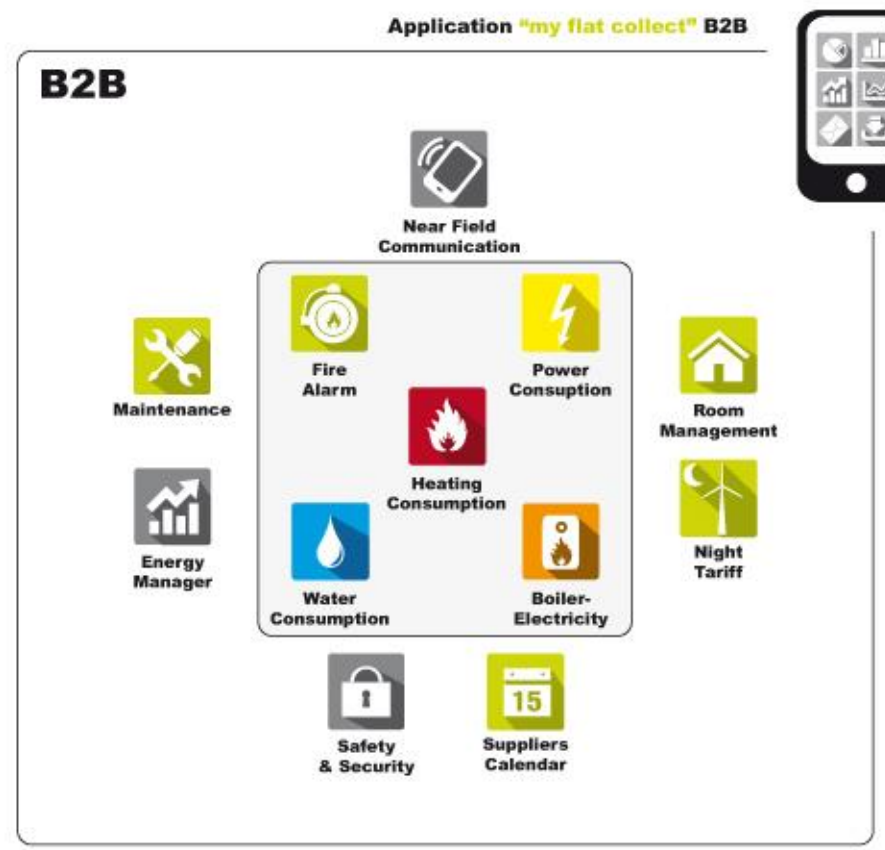 Application “my flat collect” B2B
B2B
Near Field
Communication
Fire
Alarm
Power
Consuption
Maintenance
Room
Management
Heating
Consumption
Energy
Manager
Night
Tariff
Water
Consumption
Boiler-
Electricity
15
Safety
& Security
Suppliers
Calendar